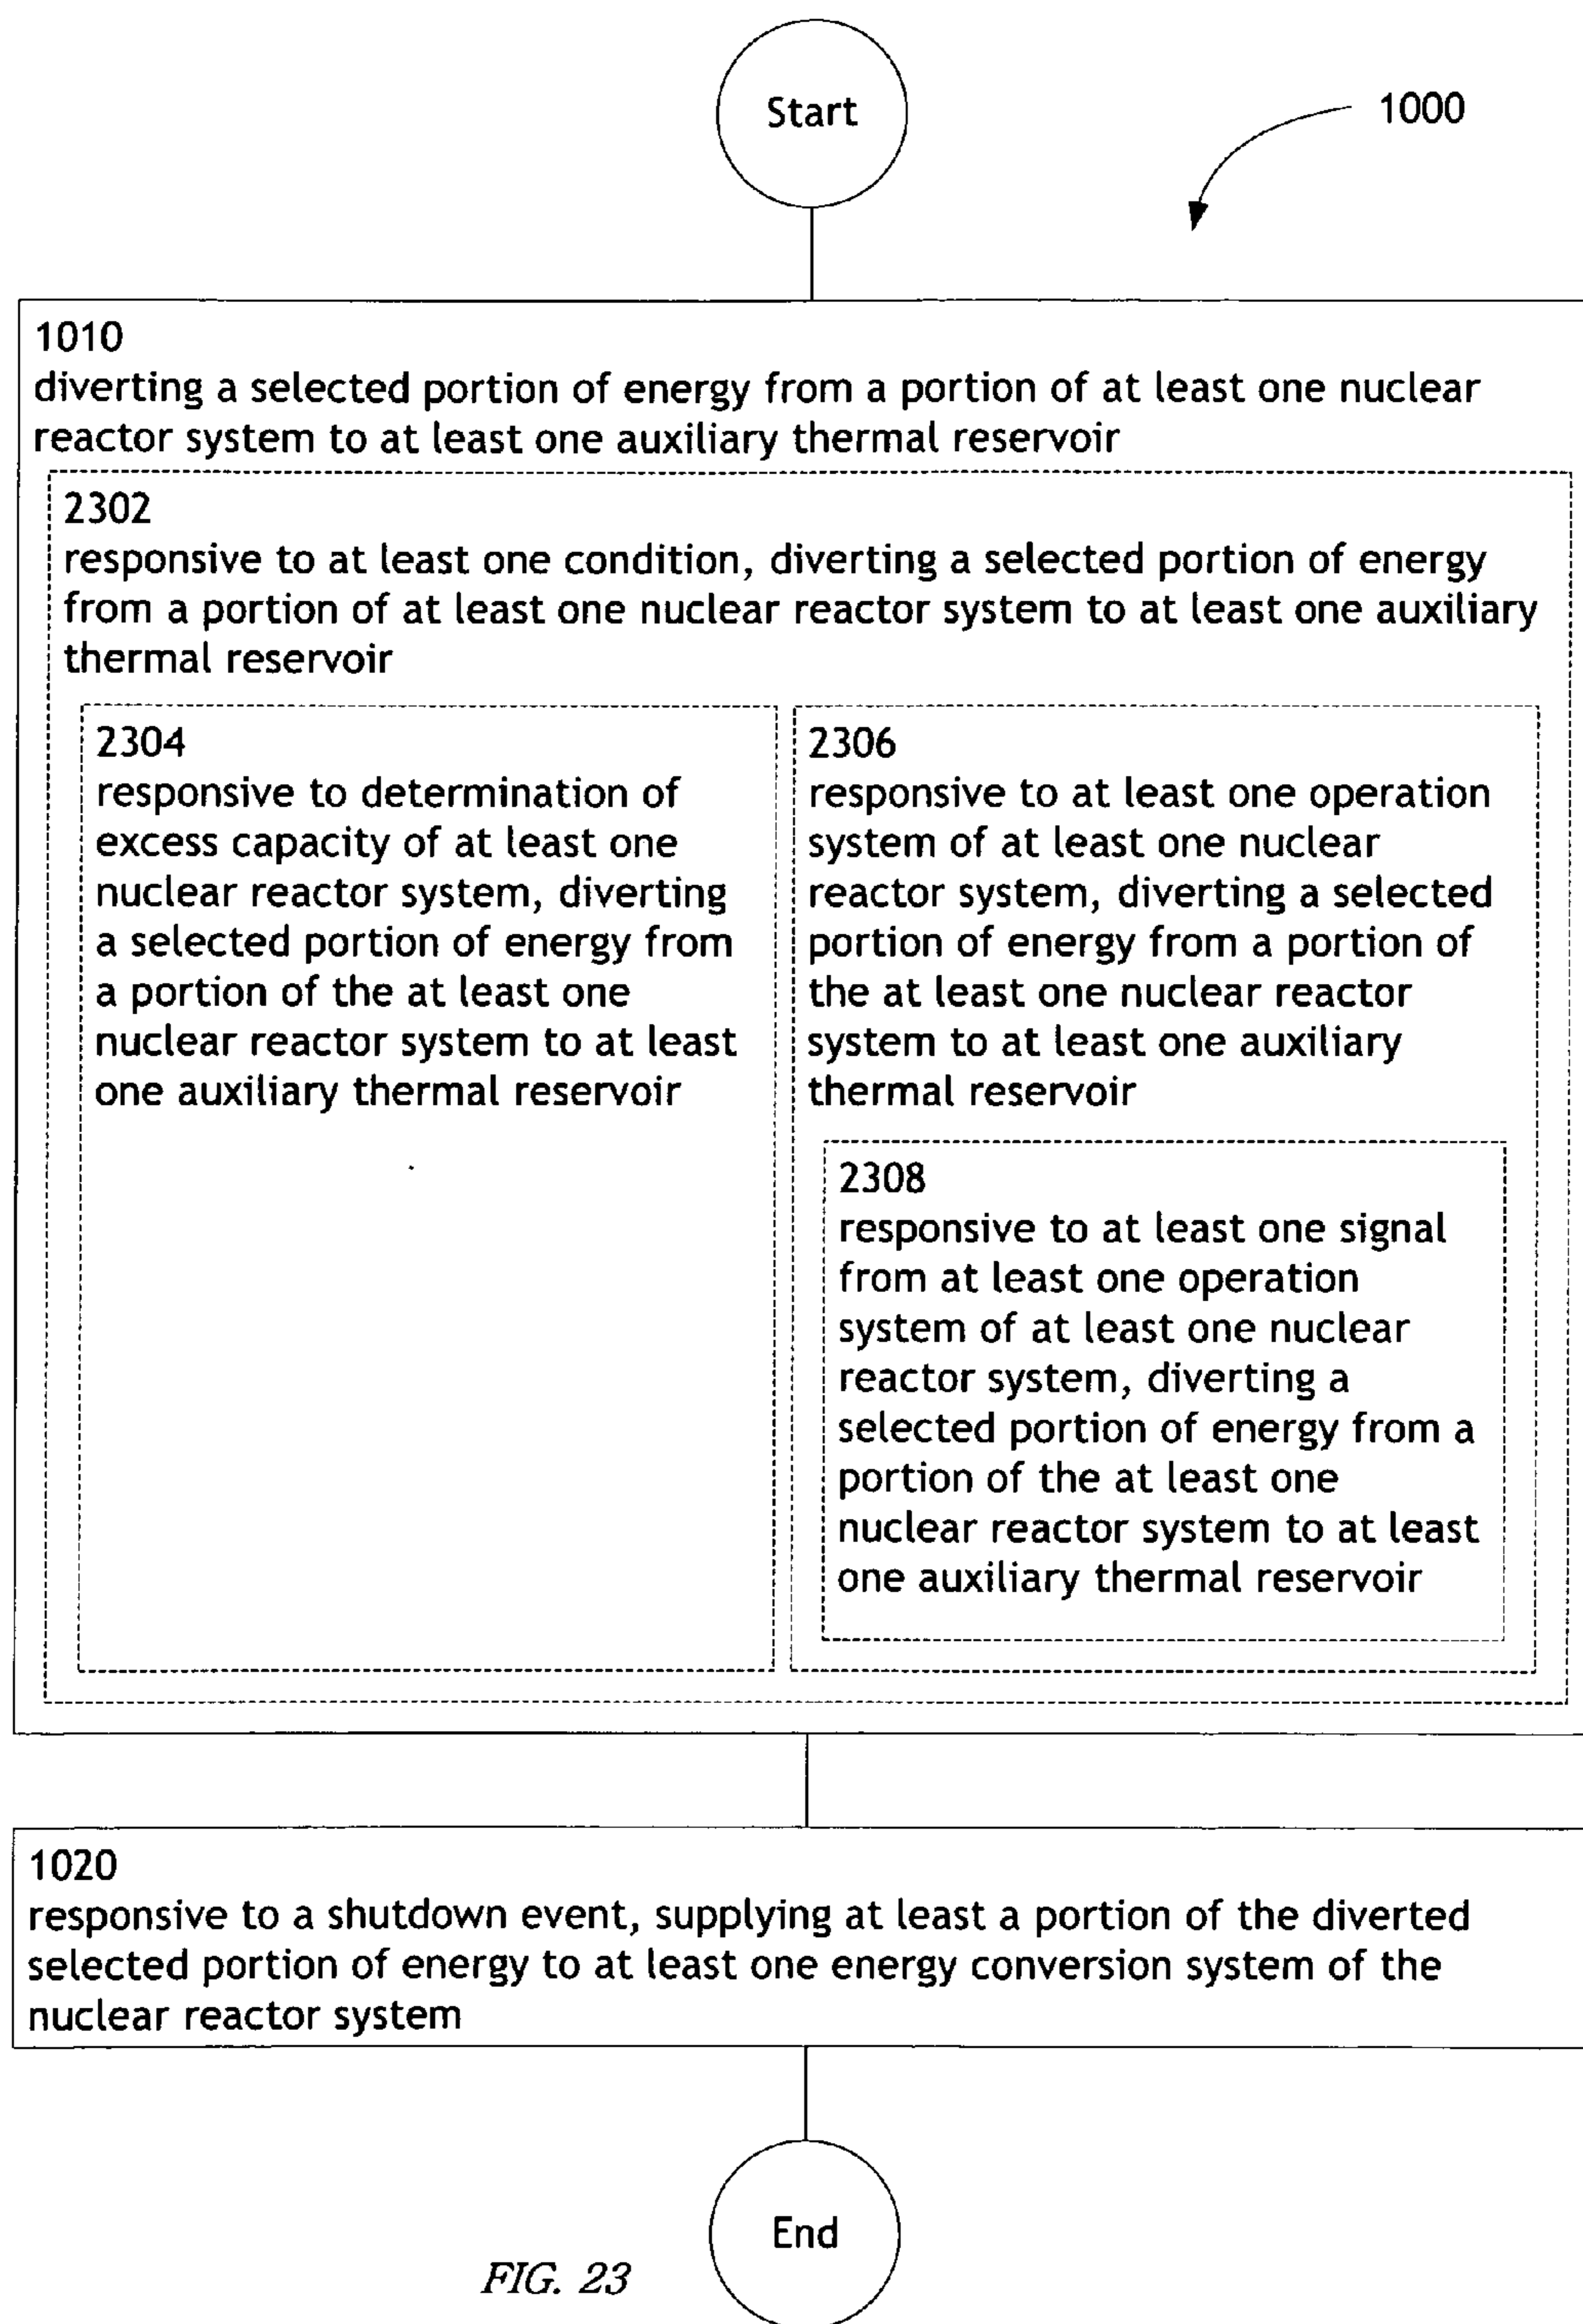 Start
1000
1010
diverting a selected portion of energy from a portion of at least one nuclear
reactor system to at least one auxiliary thermal reservoir
2302
responsive to at least one condition, diverting a selected portion of energy
from a portion of at least one nuclear reactor system to at least one auxiliary
thermal reservoir
2304
responsive to determination of
excess capacity of at least one
nuclear reactor system, diverting
a selected portion of energy from
a portion of the at least one
nuclear reactor system to at least
one auxiliary thermal reservoir
2306
responsive to at least one operation
system of at least one nuclear
reactor system, diverting a selected
portion of energy from a portion of
the at least one nuclear reactor
system to at least one auxiliary
thermal reservoir
2308
responsive to at least one signal
from at least one operation
system of at least one nuclear
reactor system, diverting a
selected portion of energy from a
portion of the at least one
nuclear reactor system to at least
one auxiliary thermal reservoir
1020
responsive to a shutdown event, supplying at least a portion of the diverted
selected portion of energy to at least one energy conversion system of the
nuclear reactor system
End
FIG. 23